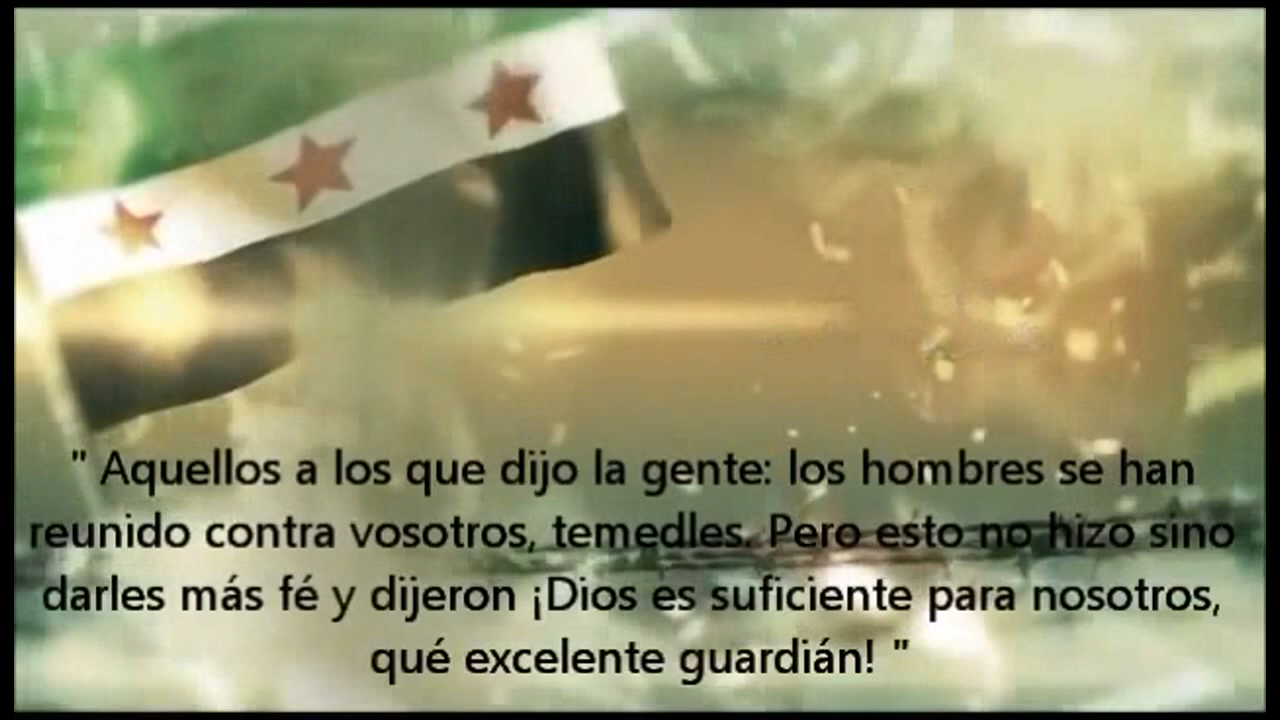 " Aquellos a los que dijo la gente: los hombres se han
reunido contra vosotros, temedles. Pero esto no hizo sino
darles más fé y dijeron ¡Dios es suficiente para nosotros,
qué excelente guardián! "